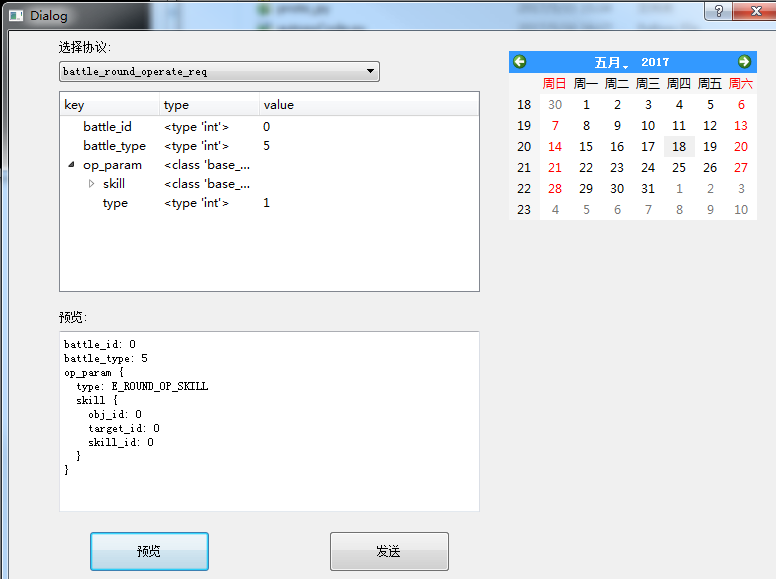 Dialog
选择协议:
battle_round_operate_req
key type value
battle_id <type 'int'> 0
battle_type <type 'int'> 5
op_param <class 'base_...
skill <class 'base_...
type <type 'int'> 1
预览:
battle_id: 0
battle_type: 5
op_param {
type: E_ROUND_OP_SKILL
skill {
obj_id: 0
target_id: 0
skill_id: 0
}
}
预览 发送
五月, 2017
周日 周一 周二 周三 周四 周五 周六
18 30 1 2 3 4 5 6
19 7 8 9 10 11 12 13
20 14 15 16 17 18 19 20
21 21 22 23 24 25 26 27
22 28 29 30 31 1 2 3
23 4 5 6 7 8 9 10